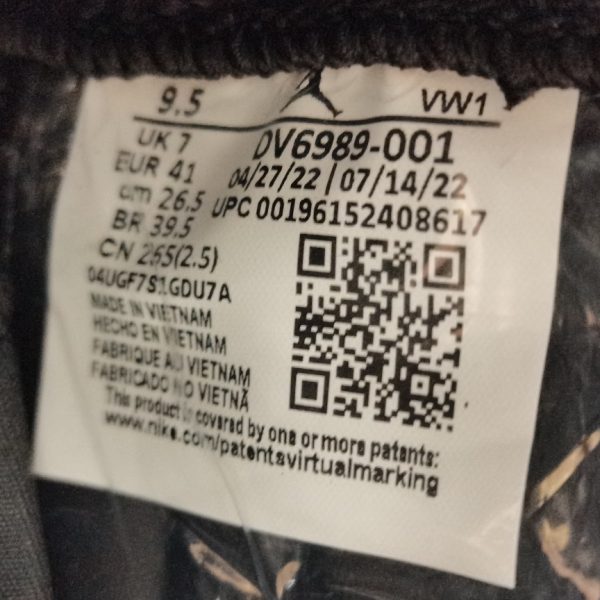 9.5 VW1
UK 7
EUR 41
cm 26.5
BR 39.5
CN 265(2.5)
DV6989-001
04/27/22 | 07/14/22
UPC 00196152408617
04UGF7S1GDU7A
MADE IN VIETNAM
HECHO EN VIETNAM
FABRIQUE AU VIETNAM
FABRICADO NO VIETNÃ
This product is covered by one or more patents:
www.nike.com/patentsvirtualmarking